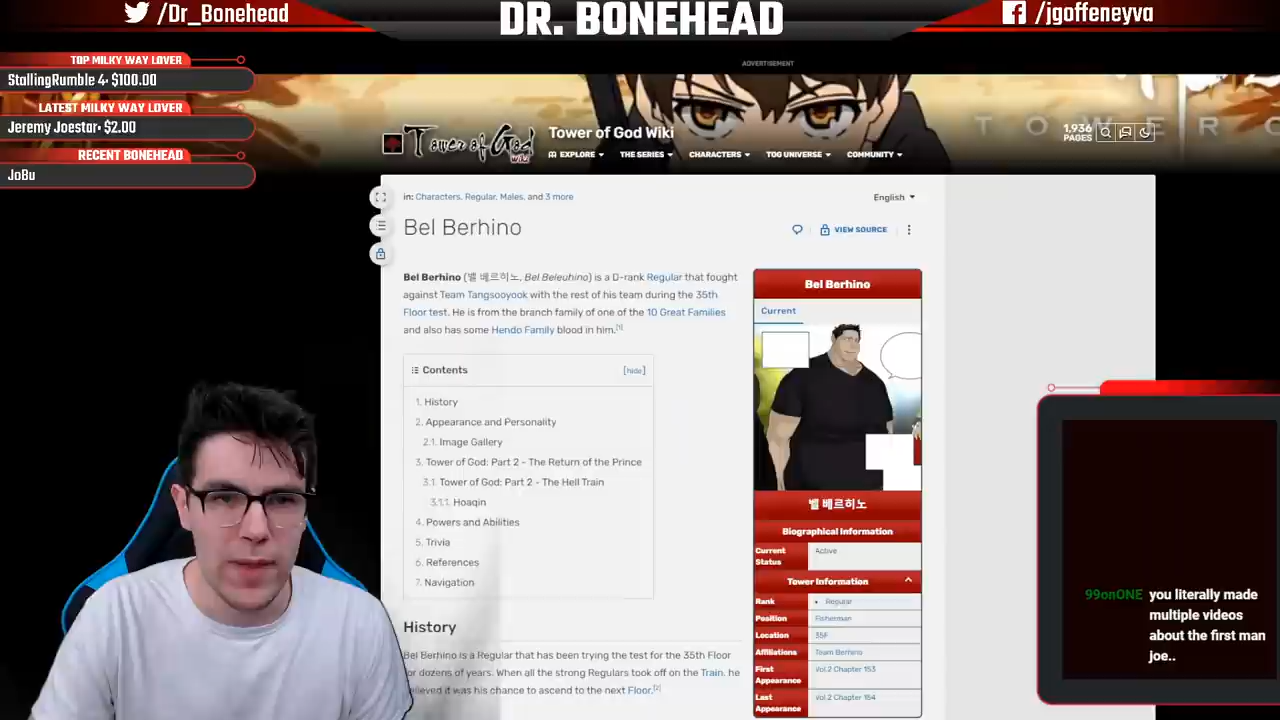 /Dr_Bonehead
DR. BONEHEAD
/jgoffeneyva
TOP MILKY WAY LOVER
StallingRumble 4• $100.00
LATEST MILKY WAY LOVER
Jeremy Joestar• $2.00
RECENT BONEHEAD
JoBu
ADVERTISEMENT
Tower of God
Wiki
Tower of God Wiki
1,936
PAGES
EXPLORE
THE SERIES
CHARACTERS
TOG UNIVERSE
COMMUNITY
in: Characters, Regular, Males, and 3 more
English
Bel Berhino
VIEW SOURCE
Bel Berhino (밸 베르히노, Bel Beleuhino) is a D-rank Regular that fought
against Team Tangsooyook with the rest of his team during the 35th
Floor test. He is from the branch family of one of the 10 Great Families
and also has some Hendo Family blood in him.[1]
Contents [hide]
1. History
2. Appearance and Personality
2.1. Image Gallery
3. Tower of God: Part 2 - The Return of the Prince
3.1. Tower of God: Part 2 - The Hell Train
3.1.1. Hoaqin
4. Powers and Abilities
5. Trivia
6. References
7. Navigation
History
Bel Berhino is a Regular that has been trying the test for the 35th Floor
for dozens of years. When all the strong Regulars took off on the Train, he
believed it was his chance to ascend to the next Floor.[2]
Bel Berhino
Current
밸 베르히노
Biographical Information
Current Status Active
Tower Information
Rank • Regular
Position Fisherman
Location 35F
Affiliations Team Berhino
First Appearance Vol.2 Chapter 153
Last Appearance Vol.2 Chapter 154
99onONE you literally made
multiple videos
about the first man
joe..